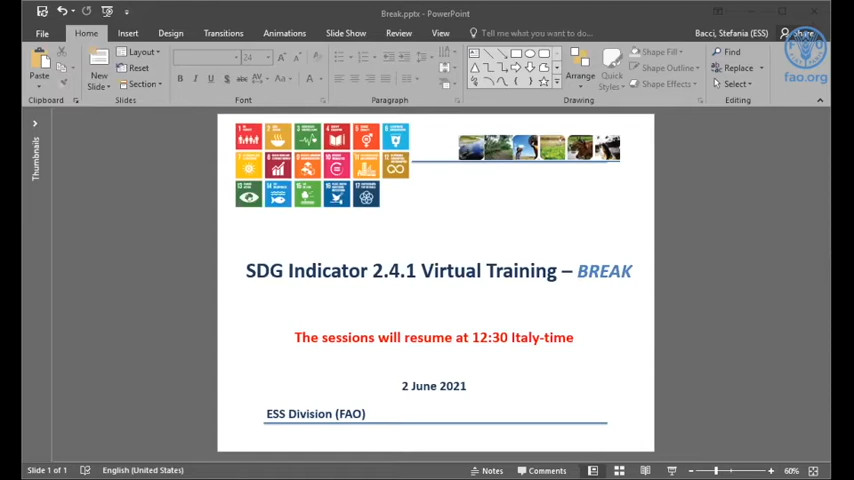 Break.pptx - PowerPoint
Bacci, Stefania (ESS)
Share
File
Home
Insert
Design
Transitions
Animations
Slide Show
Review
View
Tell me what you want to do...
fao.org
Paste
New
Slide
Layout
Reset
Section
24
B I U S abc AV Aa A
Arrange
Quick
Styles
Shape Fill
Shape Outline
Shape Effects
Find
Replace
Select
Clipboard
Slides
Font
Paragraph
Drawing
Editing
Thumbnails
SDG Indicator 2.4.1 Virtual Training – BREAK
The sessions will resume at 12:30 Italy-time
2 June 2021
ESS Division (FAO)
Slide 1 of 1
English (United States)
Notes
Comments
60%